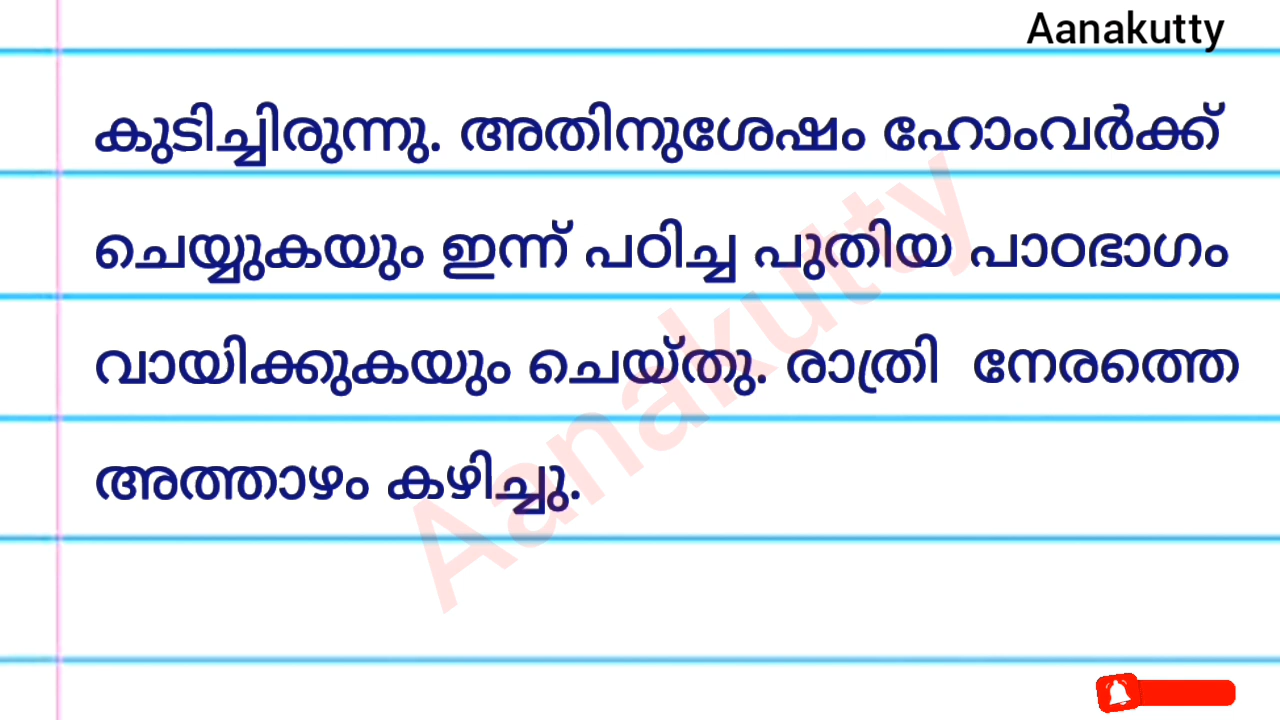 Aanakutty
കുടിച്ചിരുന്നു. അതിനുശേഷം ഹോംവർക്ക്
ചെയ്യുകയും ഇന്ന് പഠിച്ച പുതിയ പാഠഭാഗം
വായിക്കുകയും ചെയ്തു. രാത്രി നേരത്തെ
അത്താഴം കഴിച്ചു.
Aanakutty